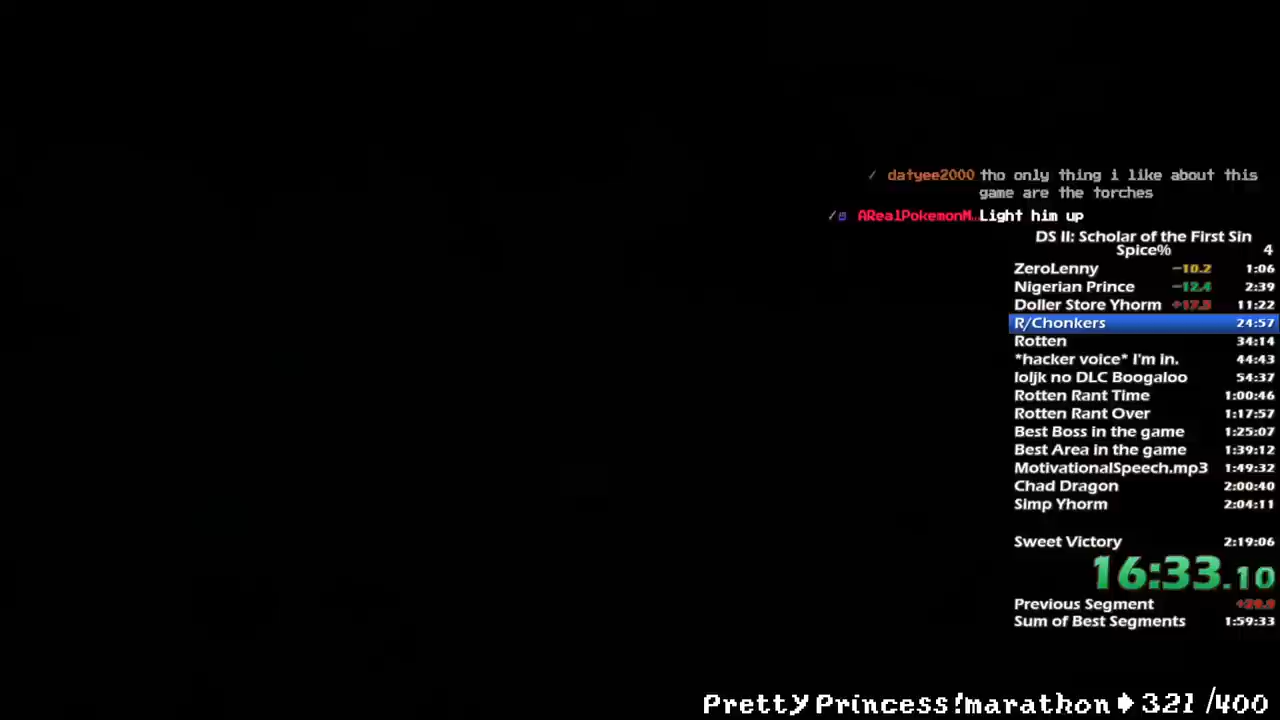 datyee2000 tho only thing i like about this
game are the torches
ARealPokemonM.. Light him up
DS II: Scholar of the First Sin
Spice% 4
ZeroLenny -10.2 1:06
Nigerian Prince -12.4 2:39
Doller Store Yhorm +17.5 11:22
R/Chonkers 24:57
Rotten 34:14
*hacker voice* I'm in. 44:43
loljk no DLC Boogaloo 54:37
Rotten Rant Time 1:00:46
Rotten Rant Over 1:17:57
Best Boss in the game 1:25:07
Best Area in the game 1:39:12
MotivationalSpeech.mp3 1:49:32
Chad Dragon 2:00:40
Simp Yhorm 2:04:11
Sweet Victory 2:19:06
16:33.10
Previous Segment
Sum of Best Segments 1:59:33
Pretty Princess !marathon 321 /400